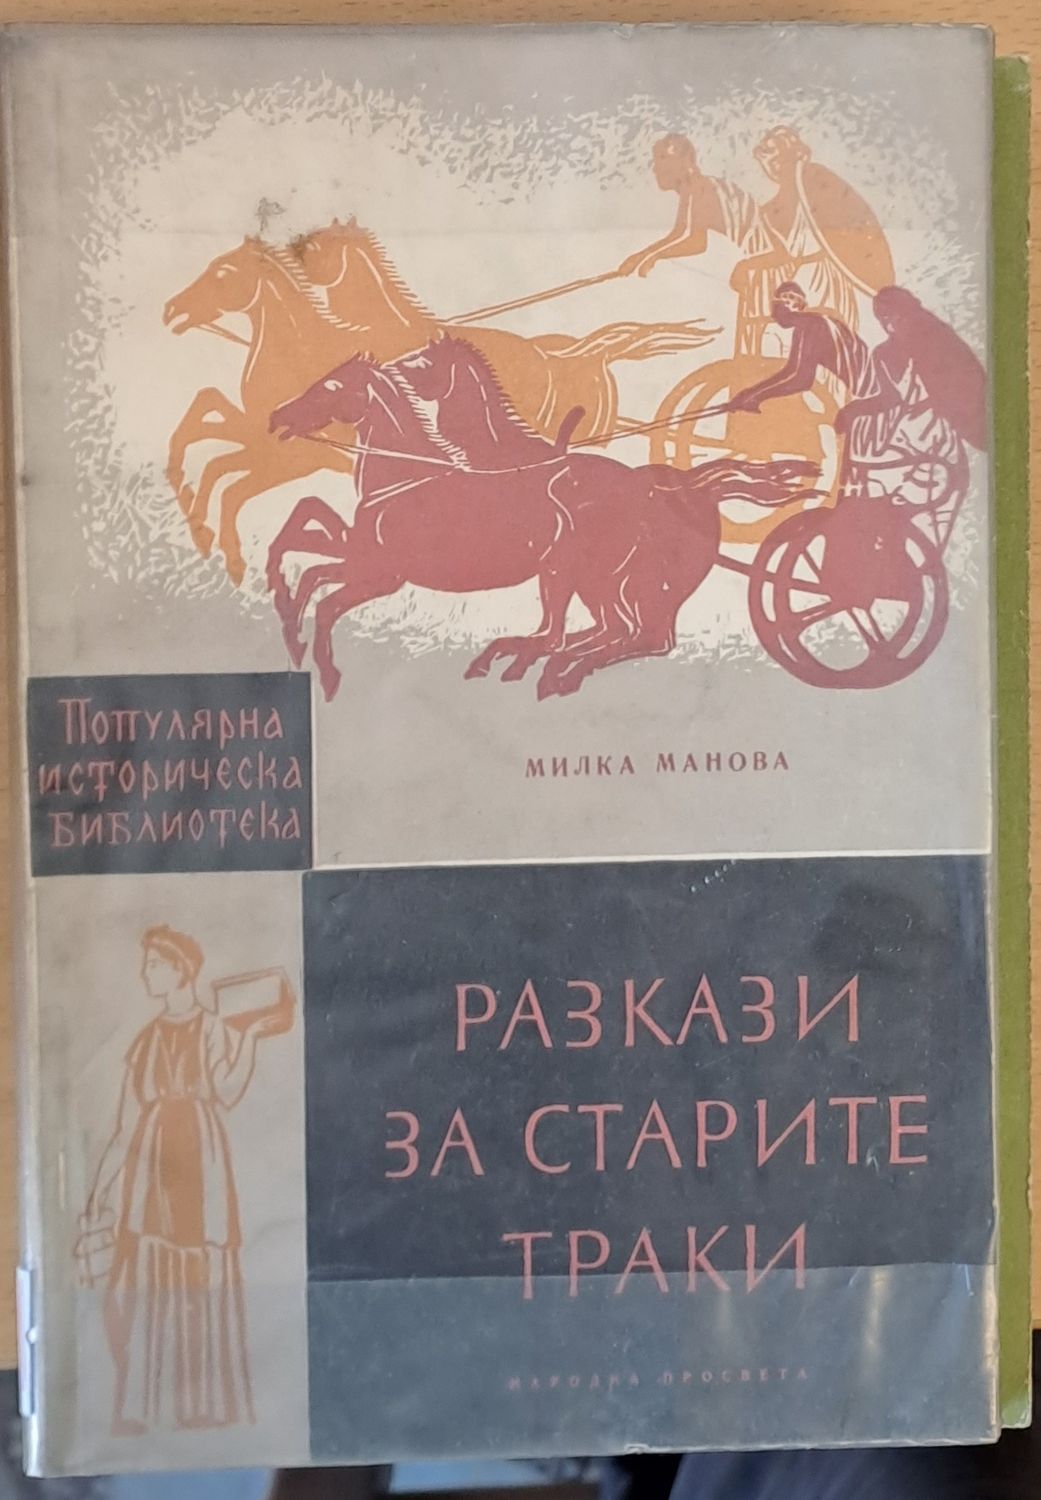 Популярна
историческа
библиотека
МИЛКА МАНОВА
РАЗКАЗИ
ЗА СТАРИТЕ
ТРАКИ
НАРОДНА ПРОСВЕТА